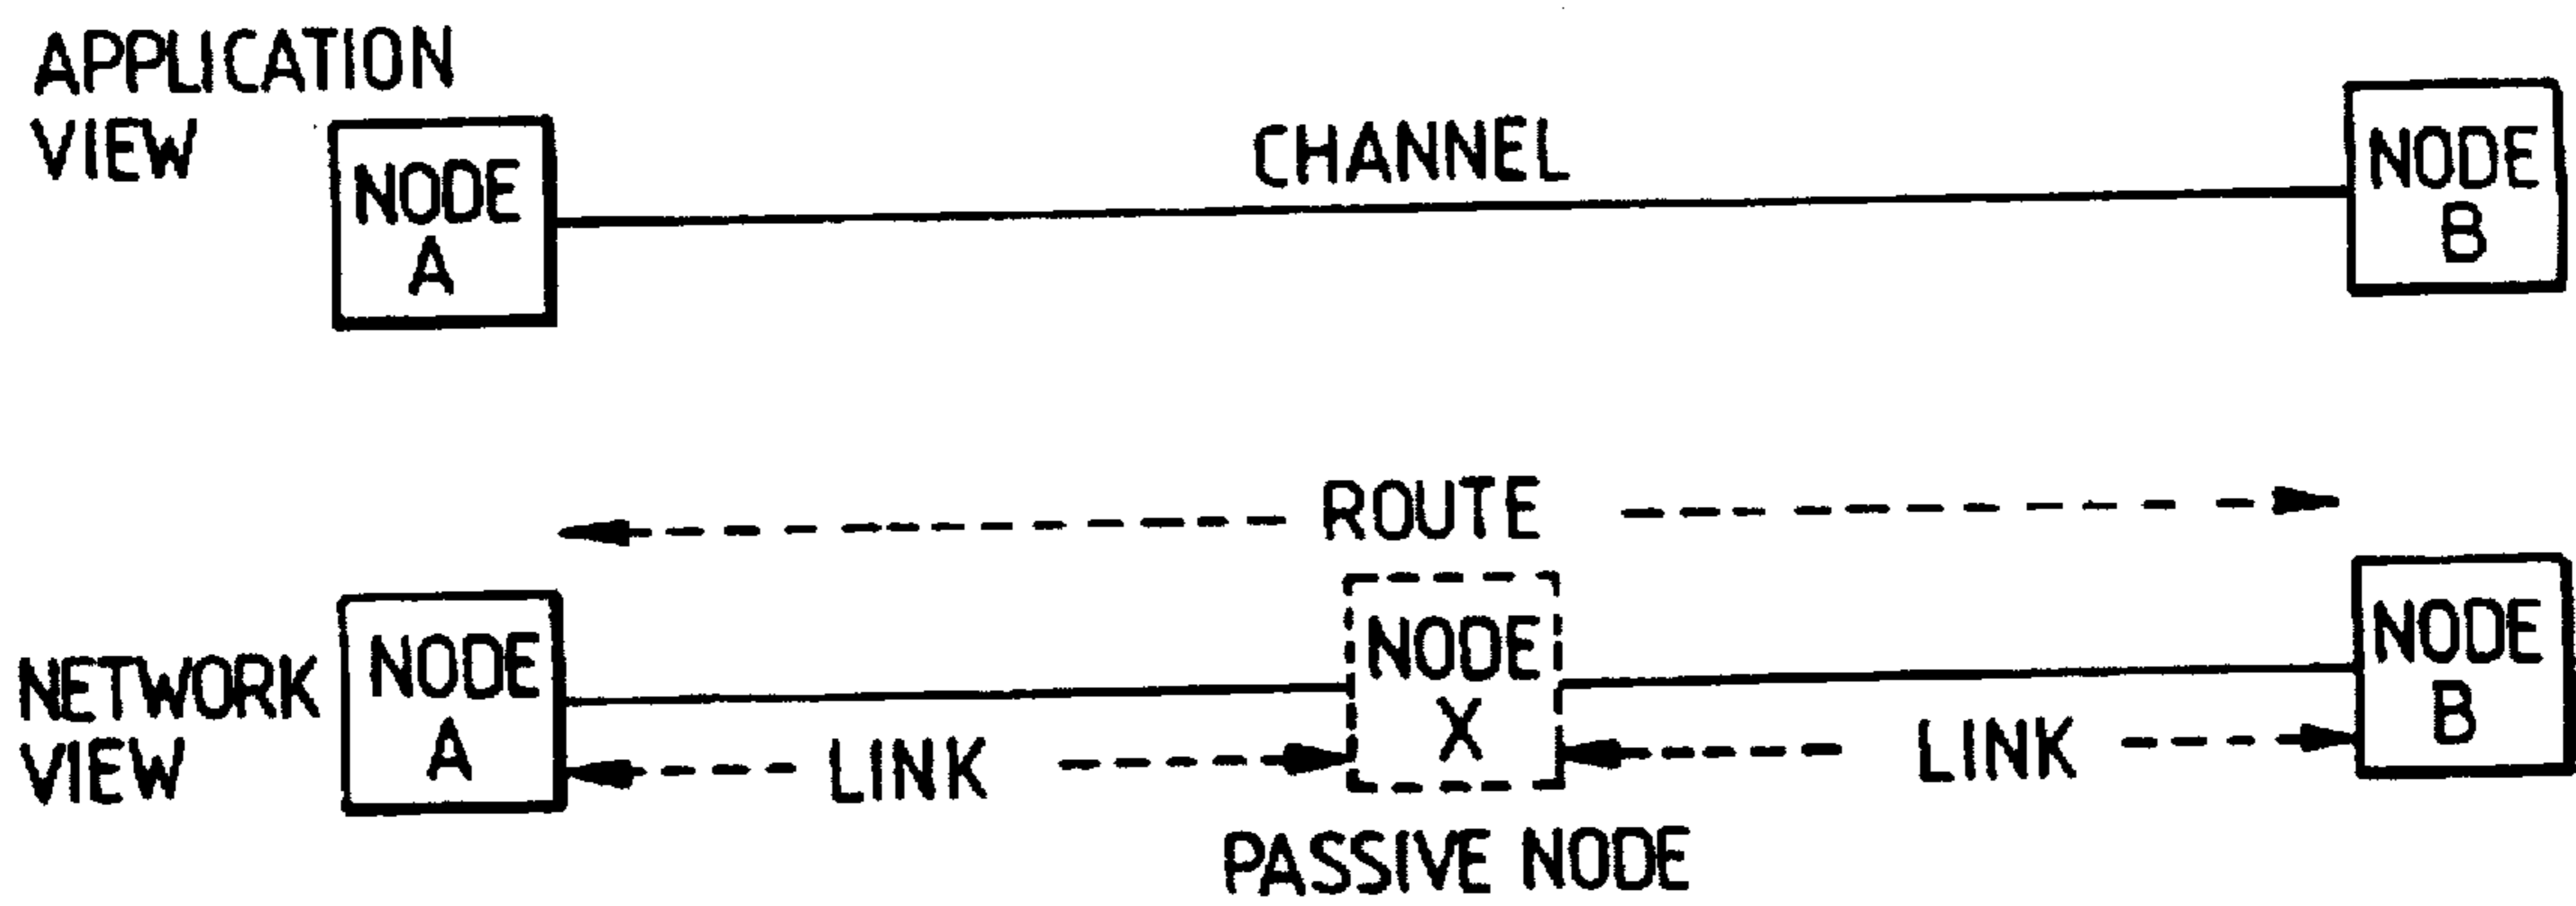 APPLICATION
VIEW
NODE
A
CHANNEL
NODE
B
ROUTE
NETWORK
VIEW
NODE
A
LINK
NODE
X
LINK
NODE
B
PASSIVE NODE